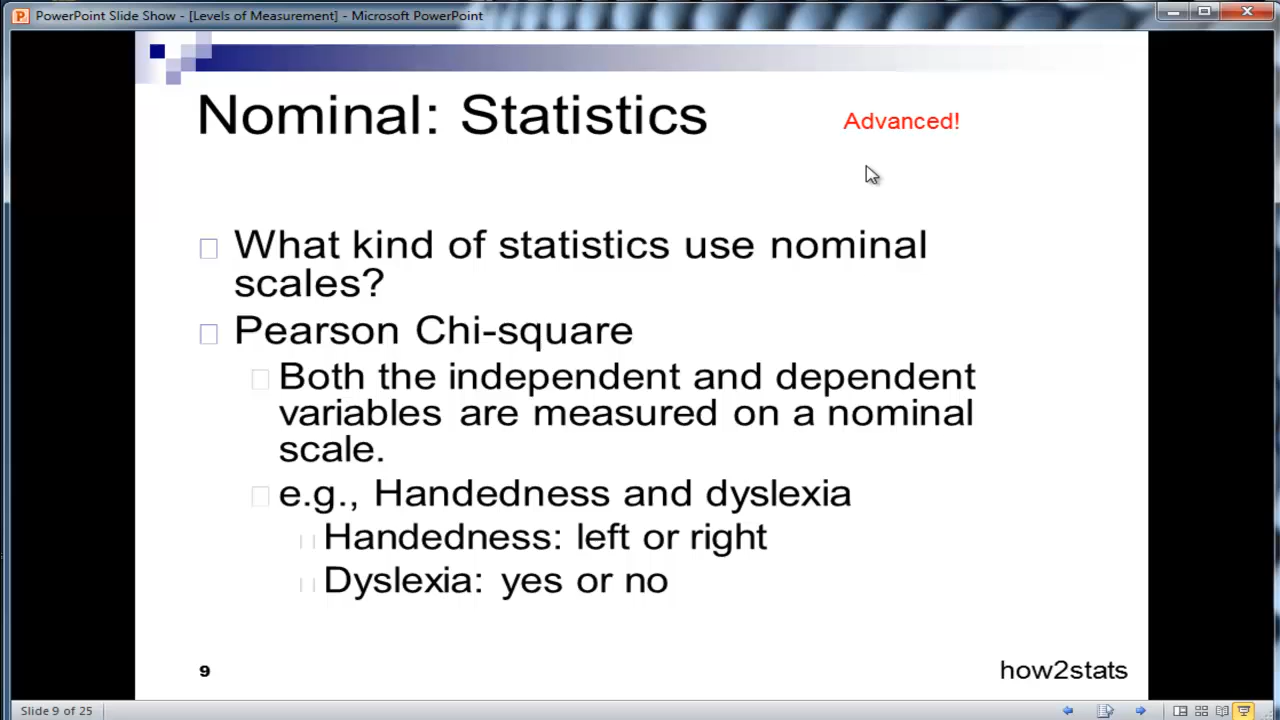 PowerPoint Slide Show - [Levels of Measurement] - Microsoft PowerPoint
Nominal: Statistics
Advanced!
What kind of statistics use nominal
scales?
Pearson Chi-square
Both the independent and dependent
variables are measured on a nominal
scale.
e.g., Handedness and dyslexia
Handedness: left or right
Dyslexia: yes or no
9
how2stats
Slide 9 of 25